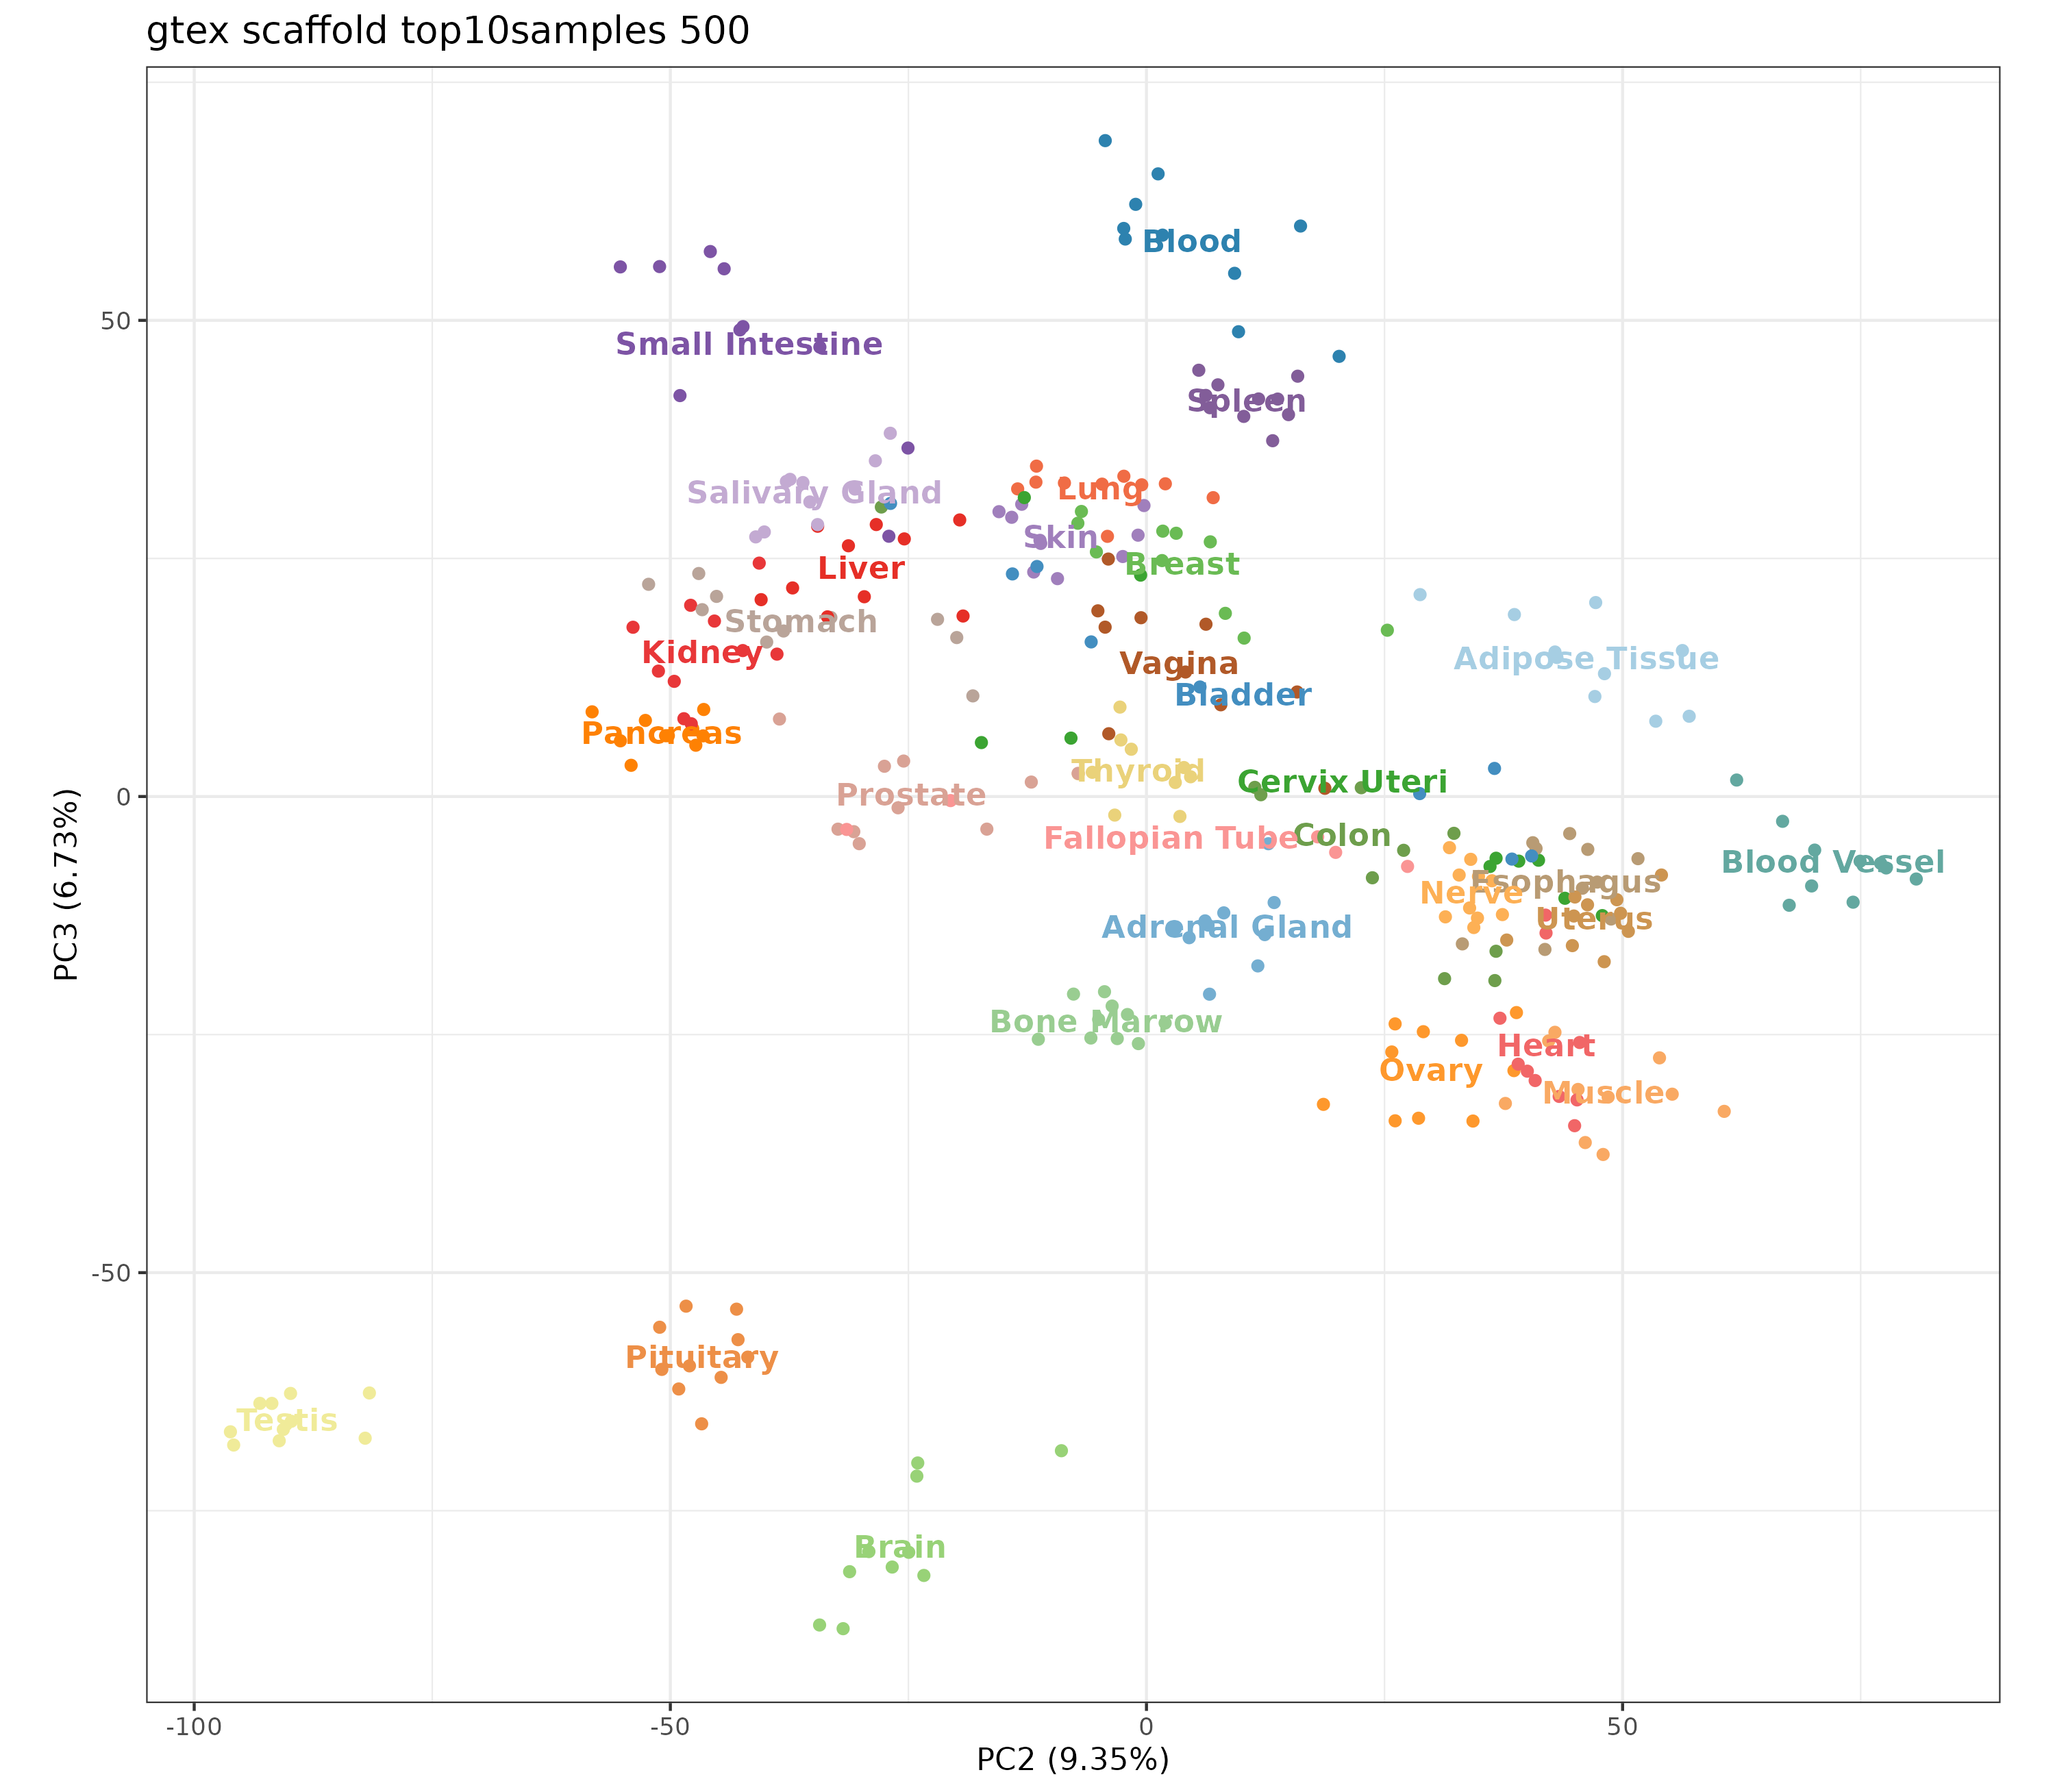 gtex scaffold top10samples 500
Blood
50
Small Intestine
Spleen
Salivary Gland
Lung
Skin
Breast
Liver
Stomach
Kidney
Vagina
Adipose Tissue
Bladder
Pancreas
Thyroid
Cervix Uteri
Prostate
0
Fallopian Tube
Colon
Blood Vessel
Esophagus
Nerve
Uterus
Adrenal Gland
PC3 (6.73%)
Bone Marrow
Heart
Ovary
Muscle
-50
Pituitary
Testis
Brain
-100
-50
0
50
PC2 (9.35%)